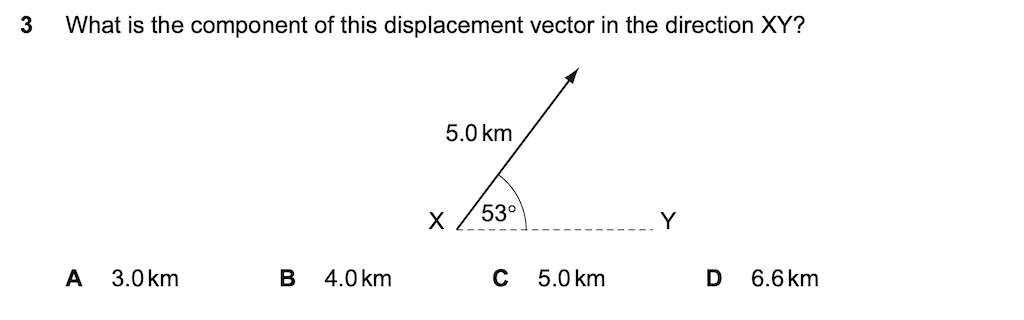 3 What is the component of this displacement vector in the direction XY?
5.0 km
X 53° Y
A 3.0 km B 4.0 km C 5.0 km D 6.6 km